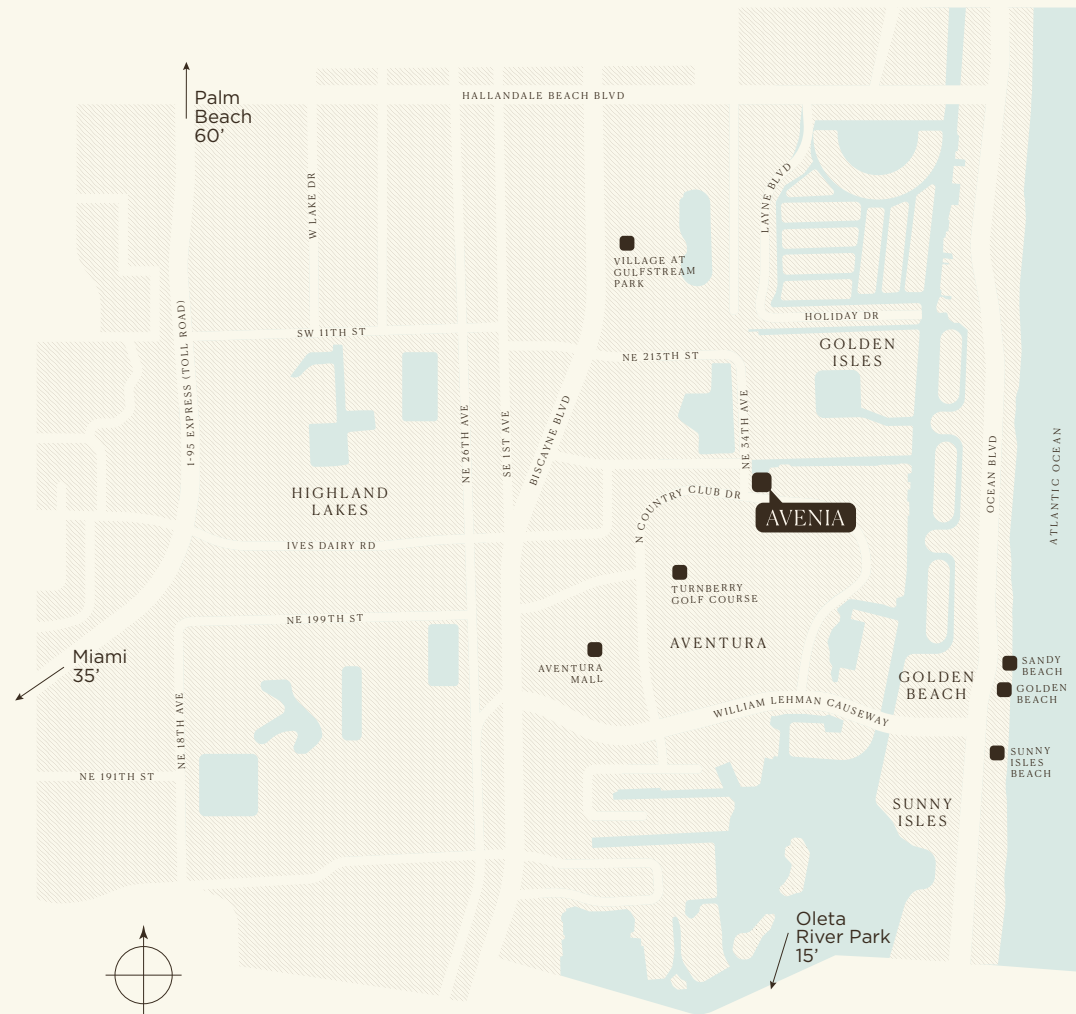 HALLANDALE BEACH BLVD
Palm
Beach
60’
W LAKE DR
LAYNE BLVD
VILLAGE AT
GULFSTREAM
PARK
I-95 EXPRESS (TOLL ROAD)
SW 11TH ST
HOLIDAY DR
GOLDEN
ISLES
NE 213TH ST
NE 34TH AVE
NE 26TH AVE
SE 1ST AVE
BISCAYNE BLVD
OCEAN BLVD
ATLANTIC OCEAN
HIGHLAND
LAKES
N COUNTRY CLUB DR
AVENIA
IVES DAIRY RD
TURNBERRY
GOLF COURSE
NE 199TH ST
AVENTURA
Miami
35’
AVENTURA
MALL
GOLDEN
BEACH
SANDY
BEACH
GOLDEN
BEACH
NE 18TH AVE
WILLIAM LEHMAN CAUSEWAY
SUNNY
ISLES
BEACH
NE 191TH ST
SUNNY
ISLES
Oleta
River Park
15’